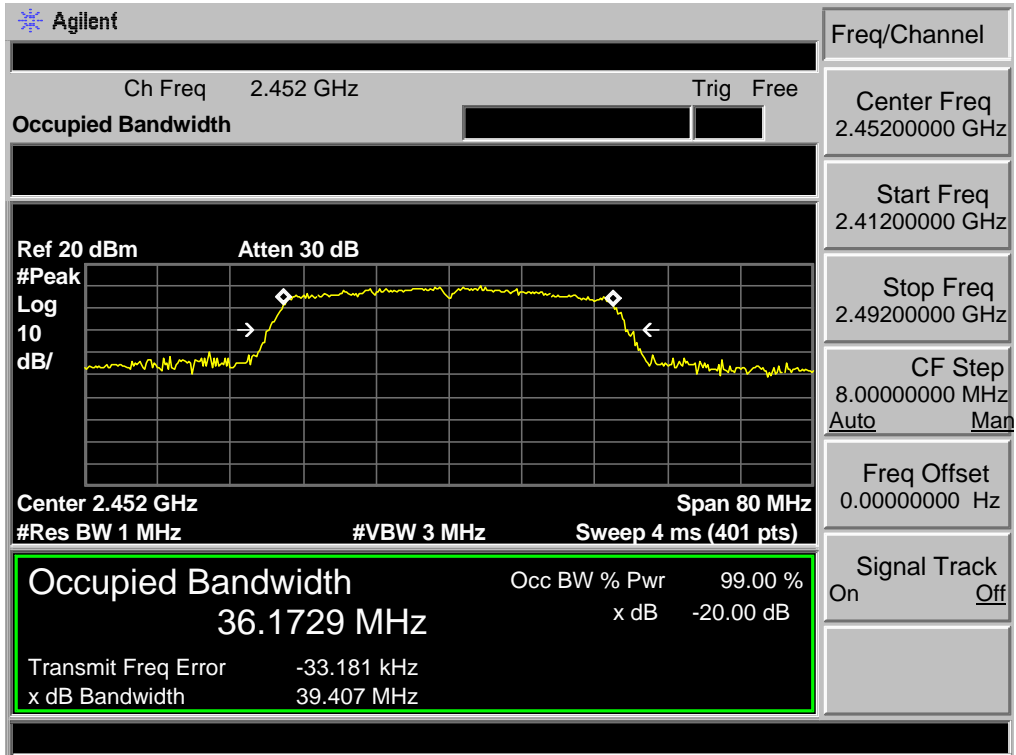 Agilent
Ch Freq 2.452 GHz Trig Free
Occupied Bandwidth
Ref 20 dBm Atten 30 dB
#Peak
Log
10
dB/
Center 2.452 GHz Span 80 MHz
#Res BW 1 MHz #VBW 3 MHz Sweep 4 ms (401 pts)
Occupied Bandwidth Occ BW % Pwr 99.00 %
36.1729 MHz x dB -20.00 dB
Transmit Freq Error -33.181 kHz
x dB Bandwidth 39.407 MHz
Freq/Channel
Center Freq
2.45200000 GHz
Start Freq
2.41200000 GHz
Stop Freq
2.49200000 GHz
CF Step
8.00000000 MHz
Auto Man
Freq Offset
0.00000000 Hz
Signal Track
On Off